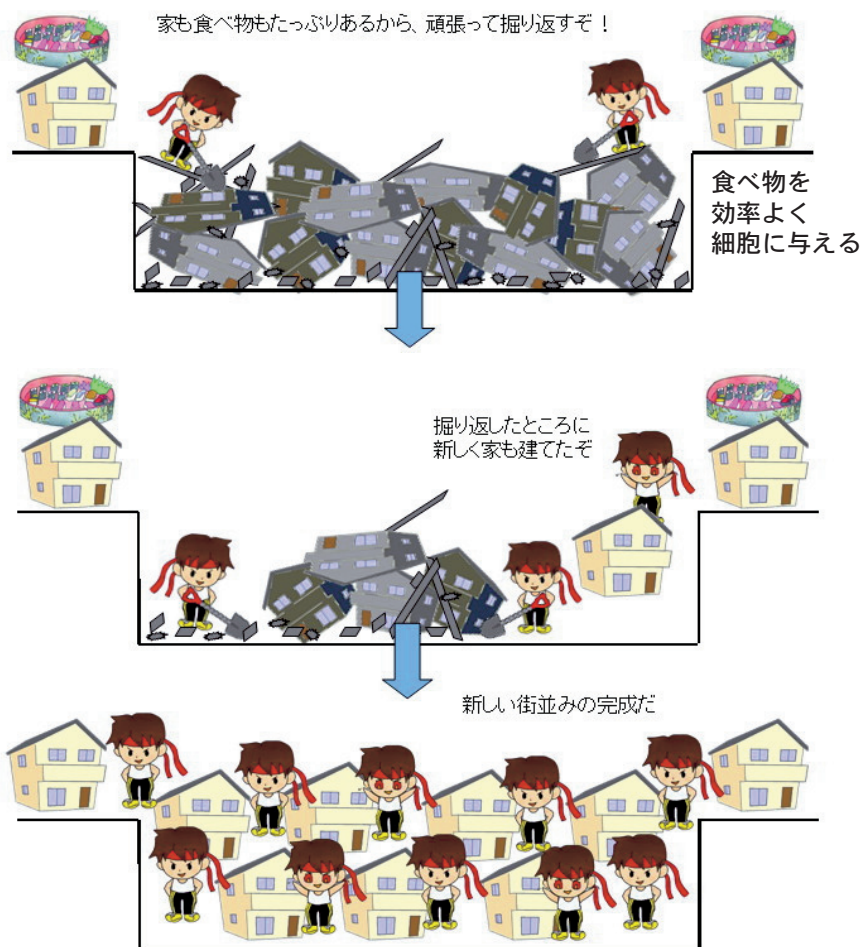 家も食べ物もたっぷりあるから、頑張って掘り返すぞ！
食べ物を
効率よく
細胞に与える
掘り返したところに
新しく家も建てたぞ
新しい街並みの完成だ